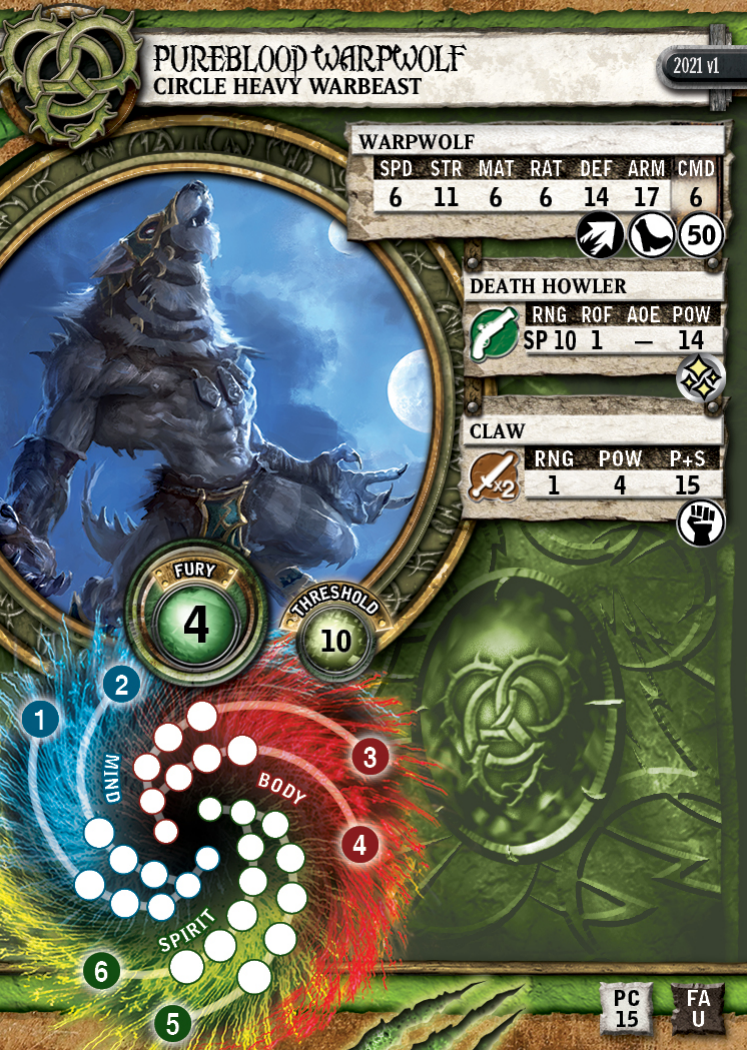 PUREBLOOD WARPWOLF
CIRCLE HEAVY WARBEAST
2021 v1
WARPWOLF
SPD STR MAT RAT DEF ARM CMD
6 11 6 6 14 17 6
50
DEATH HOWLER
RNG ROF AOE POW
SP 10 1 — 14
CLAW
RNG POW P+S
x2 1 4 15
FURY
4
THRESHOLD
10
1
2
3
4
5
6
MIND
BODY
SPIRIT
PC
15
FA
U